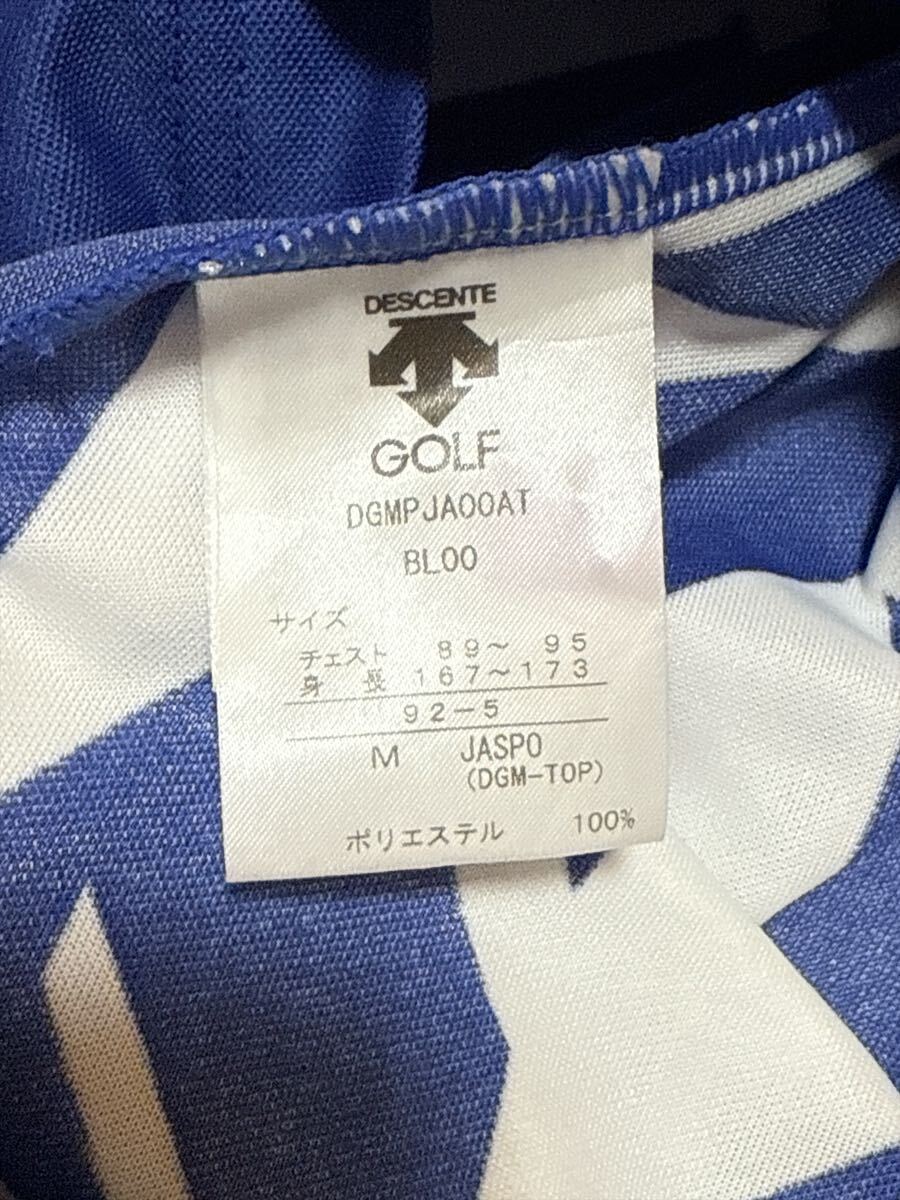 DESCENTE
GOLF
DGMPJA00AT
BL00
サイズ
チェスト 89〜 95
身 長 167〜173
92-5
M JASPO
(DGM-TOP)
ポリエステル 100%